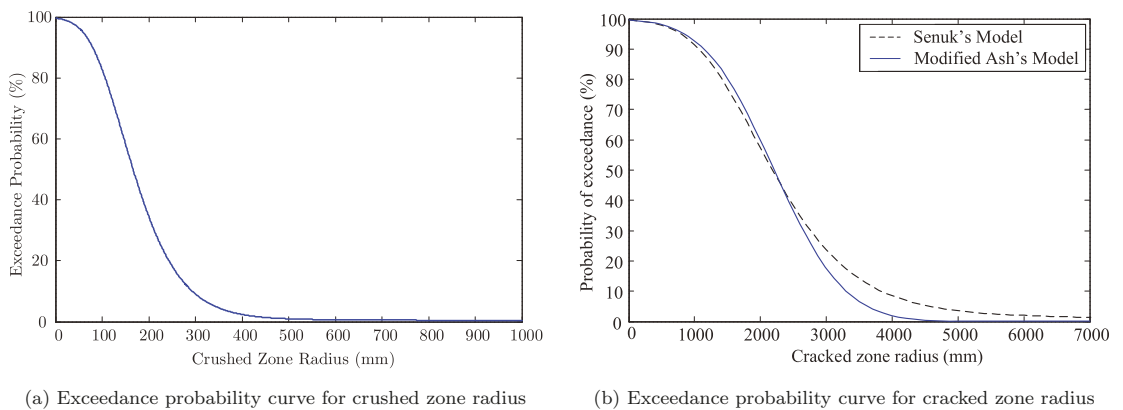 100
80
60
40
20
0
0 100 200 300 400 500 600 700 800 900 1000
Exceedance Probability (%)
Crushed Zone Radius (mm)
(a) Exceedance probability curve for crushed zone radius
Senuk's Model
Modified Ash's Model
100
90
80
70
60
50
40
30
20
10
0
0 1000 2000 3000 4000 5000 6000 7000
Probability of exceedance (%)
Cracked zone radius (mm)
(b) Exceedance probability curve for cracked zone radius